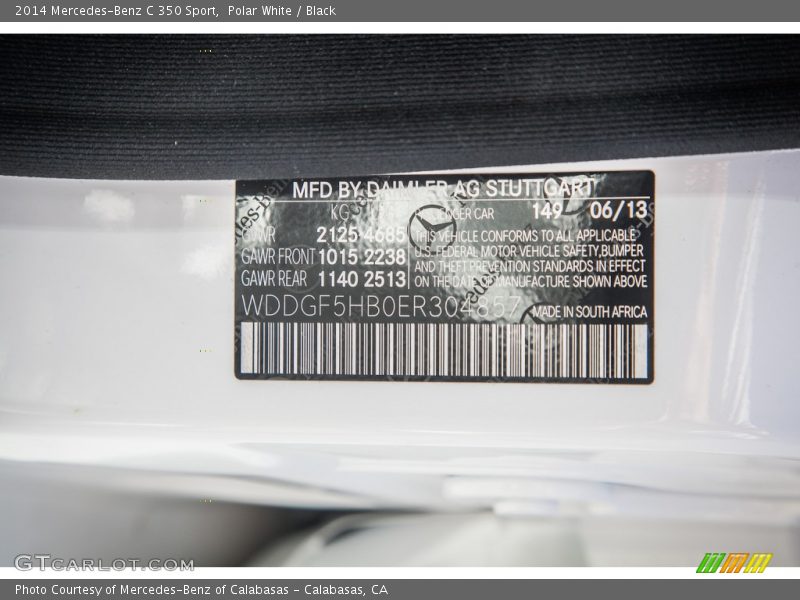 2014 Mercedes-Benz C 350 Sport,  Polar White / Black
MFD BY DAIMLER AG STUTTGART
KG 149 06/13
CAR
2125 4685 THIS VEHICLE CONFORMS TO ALL APPLICABLE
GAWR FRONT 1015 2238 U.S. FEDERAL MOTOR VEHICLE SAFETY,BUMPER
AND THEFT PREVENTION STANDARDS IN EFFECT
GAWR REAR 1140 2513 ON THE DATE OF MANUFACTURE SHOWN ABOVE
WDDGF5HB0ER304857
MADE IN SOUTH AFRICA
GTCARLOT.COM
Photo Courtesy of Mercedes-Benz of Calabasas - Calabasas, CA